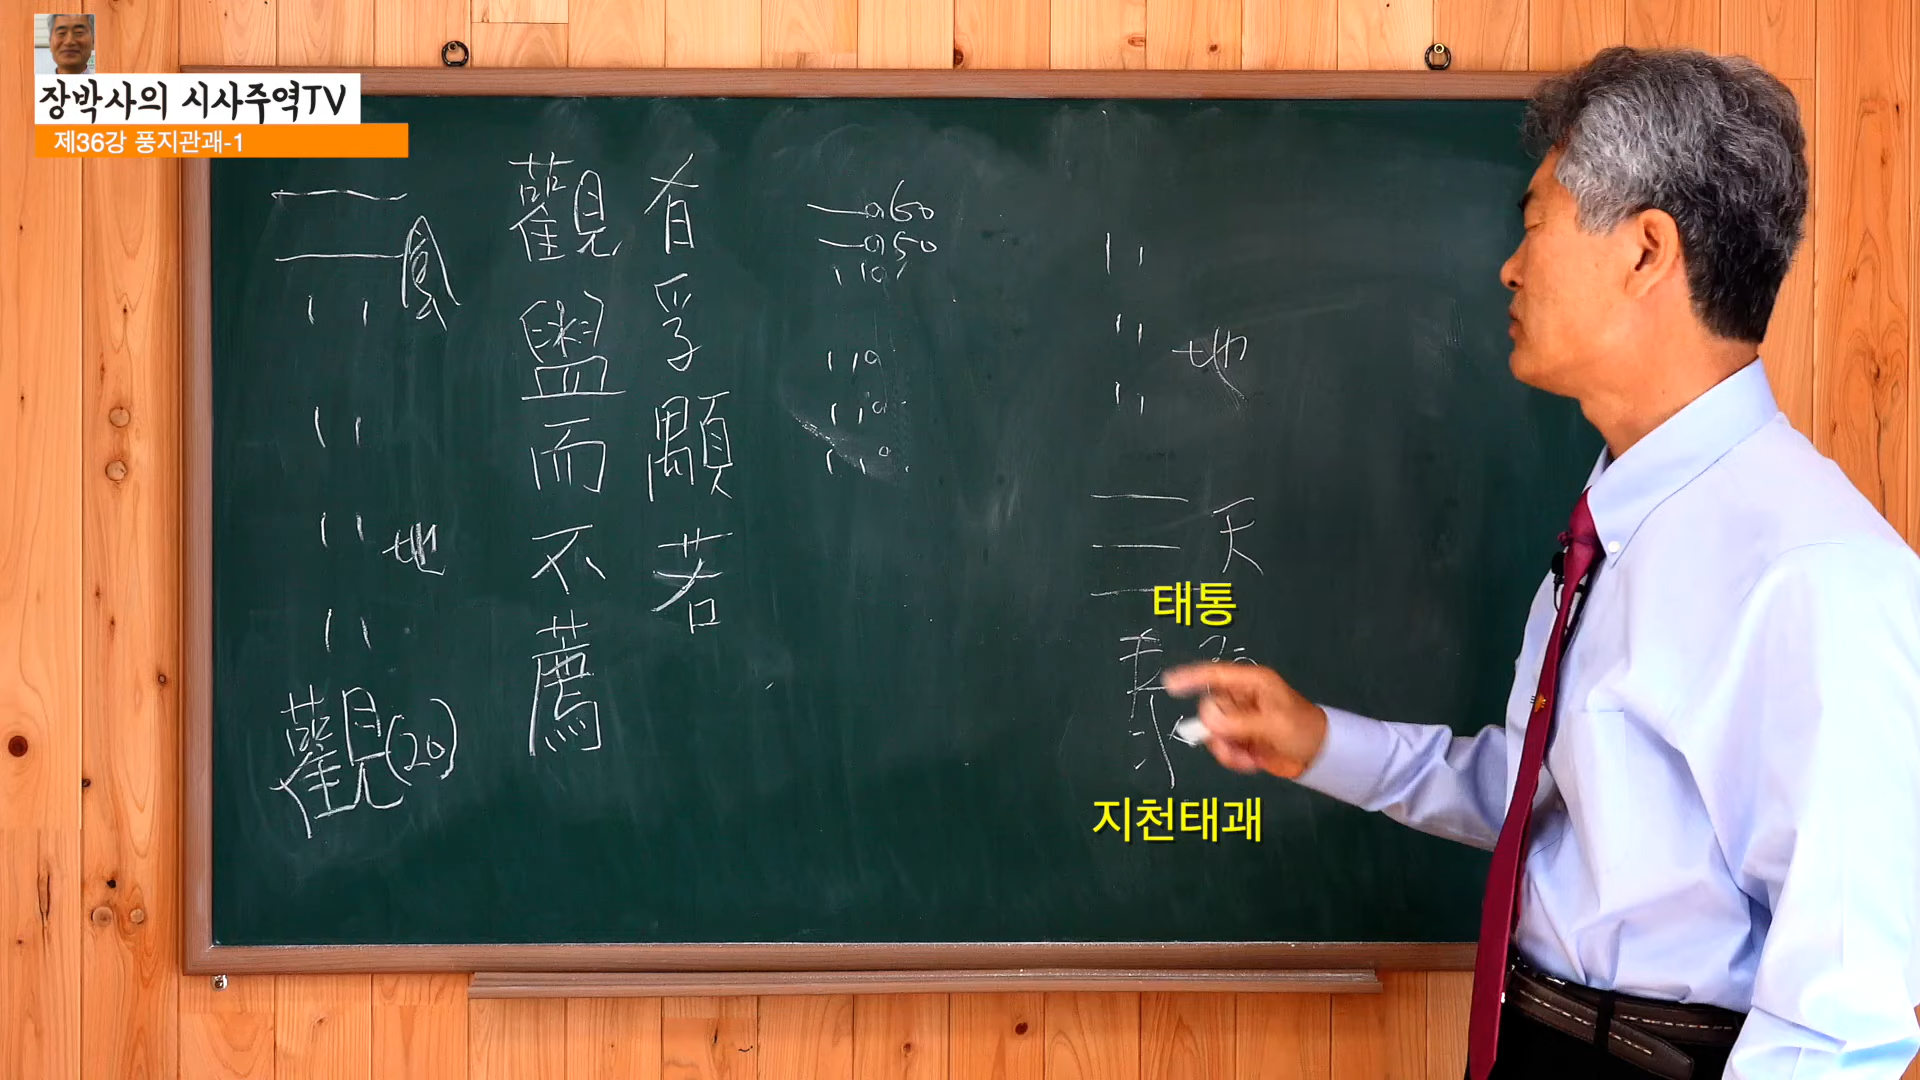 장박사의 시사주역TV
제36강 풍지관괘-1
風
地
觀(20)
觀
盥而不薦
有孚顒若
60
50
地
天
태통
泰
지천태괘